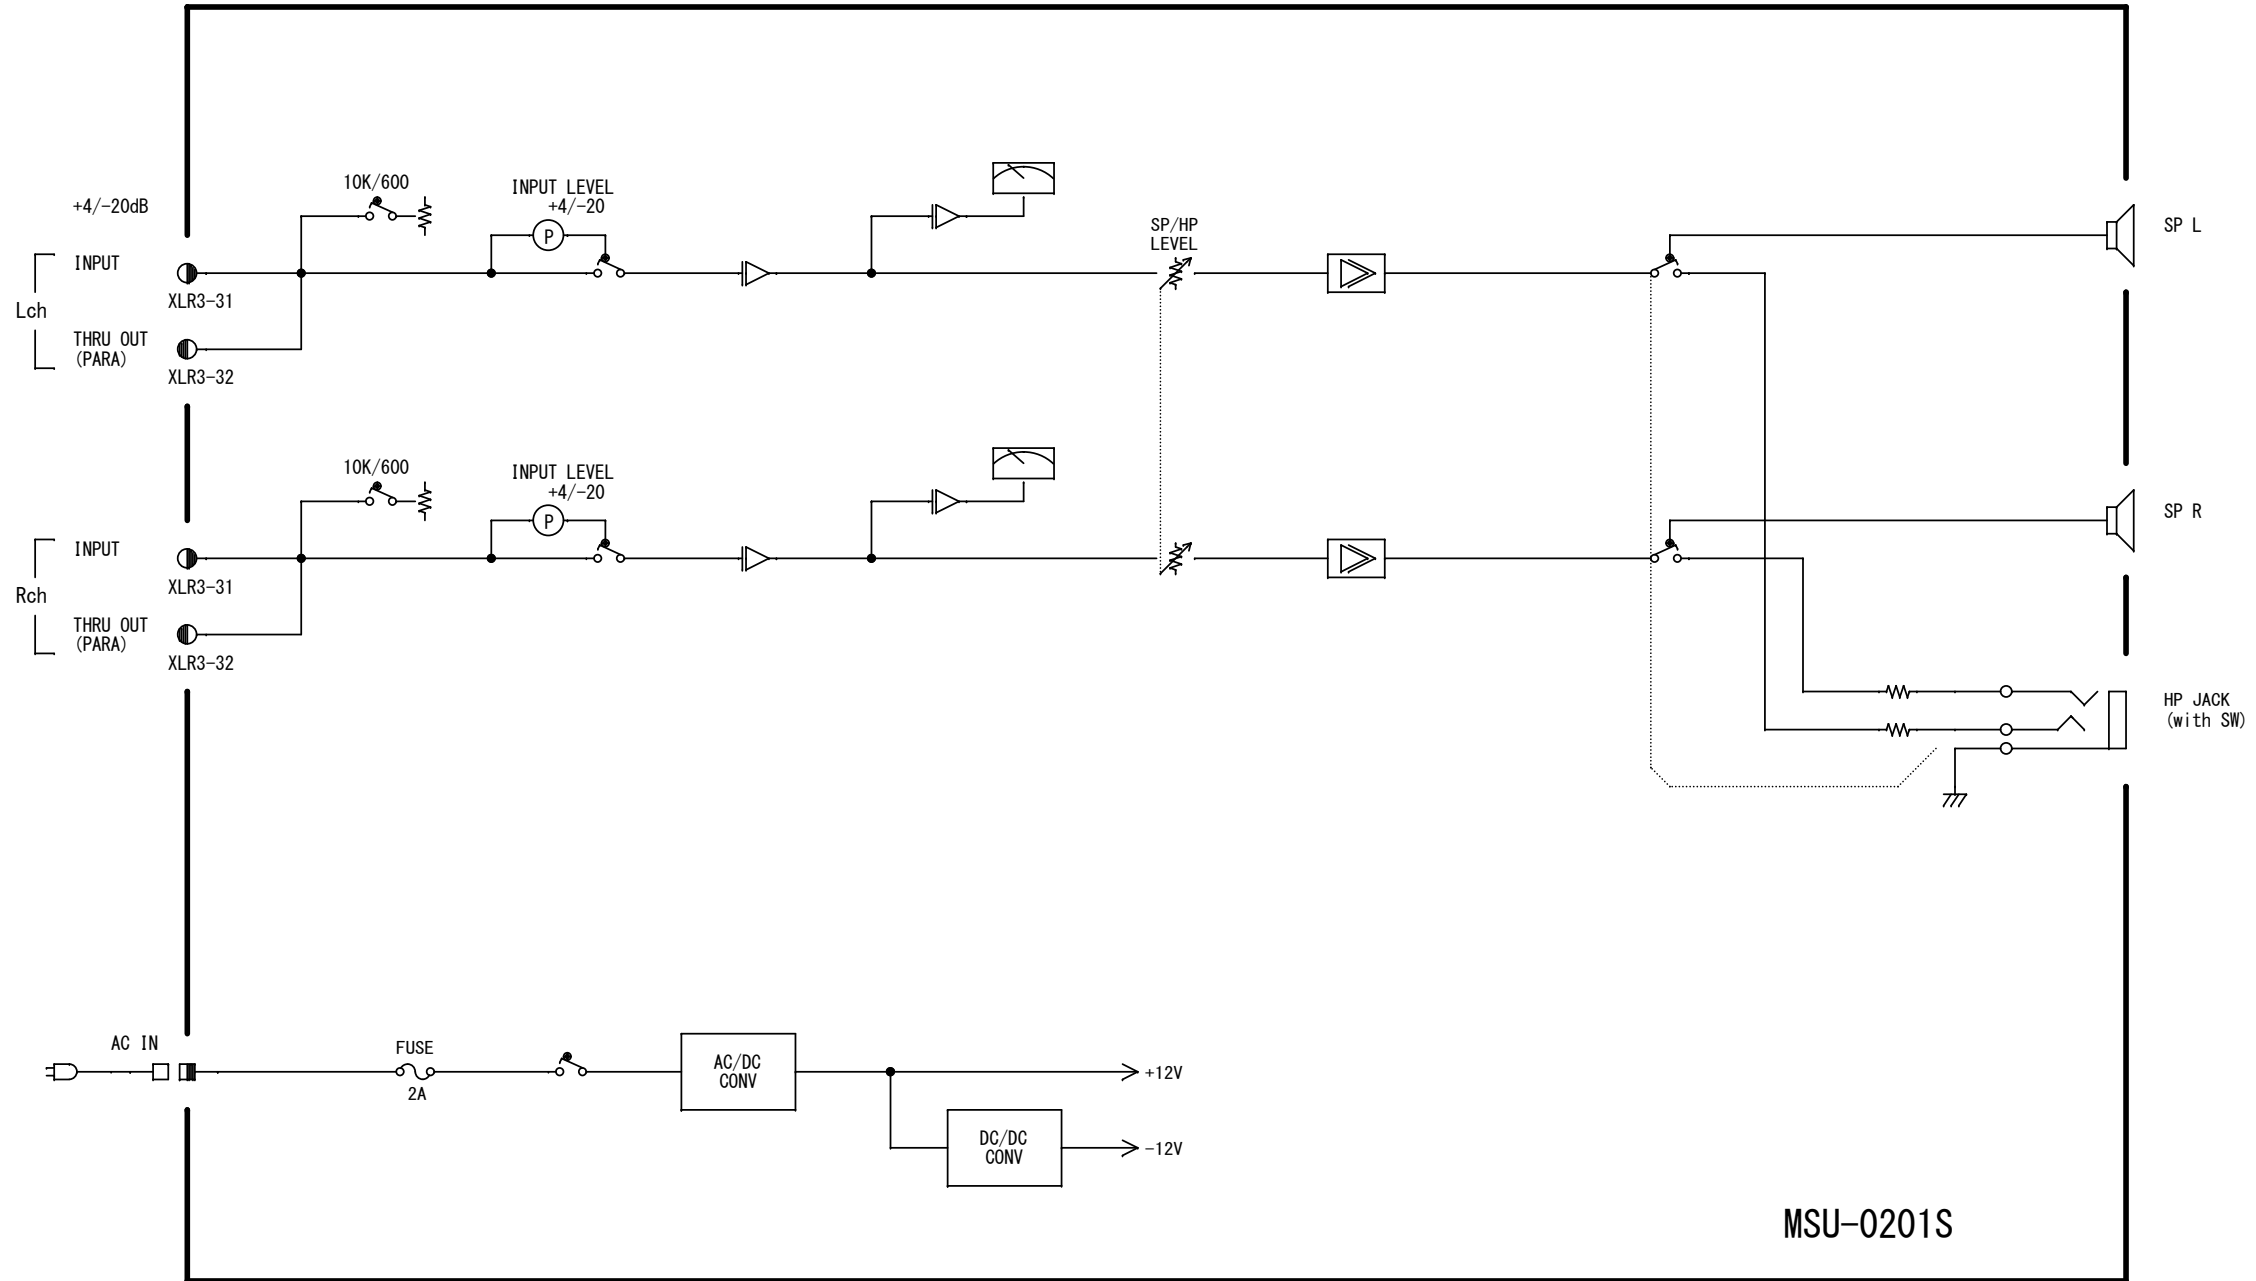 +4/-20dB
10K/600
INPUT LEVEL
+4/-20
P
SP/HP
LEVEL
SP L
INPUT
XLR3-31
Lch
THRU OUT
(PARA)
XLR3-32
10K/600
INPUT LEVEL
+4/-20
P
SP R
INPUT
XLR3-31
Rch
THRU OUT
(PARA)
XLR3-32
HP JACK
(with SW)
AC IN
FUSE
2A
AC/DC
CONV
+12V
DC/DC
CONV
-12V
MSU-0201S